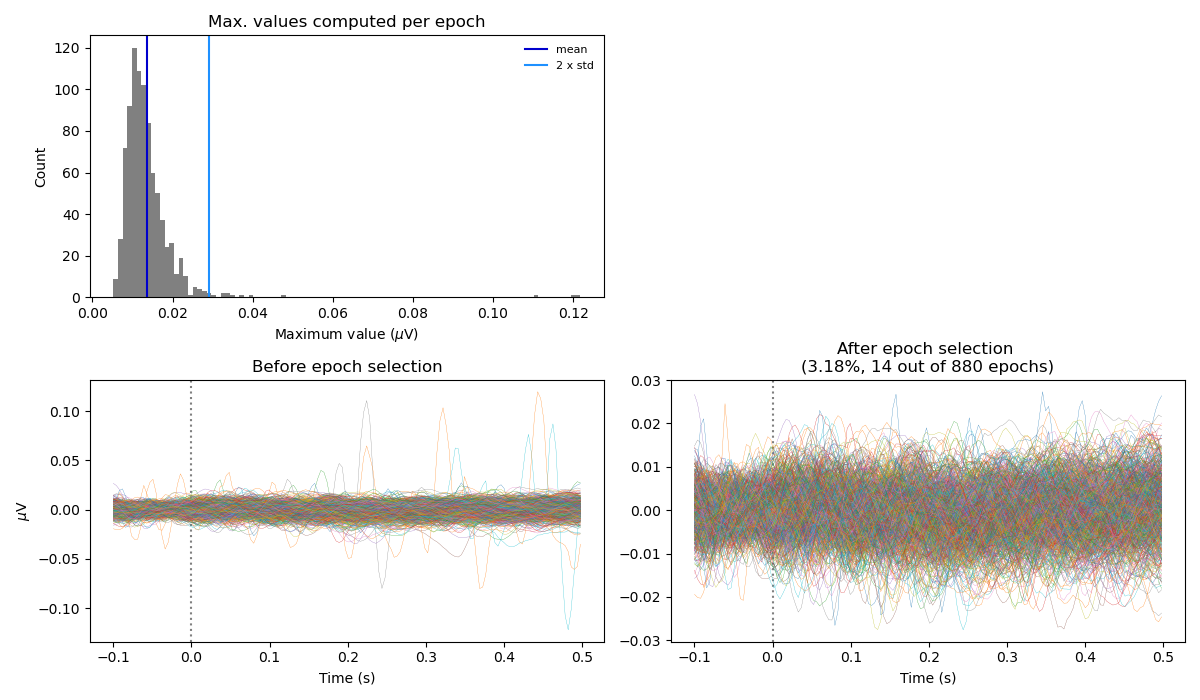 Max. values computed per epoch
mean
2 x std
120
100
80
60
40
20
0
Count
0.00 0.02 0.04 0.06 0.08 0.10 0.12
Maximum value (μV)
Before epoch selection
0.10
0.05
0.00
−0.05
−0.10
μV
−0.1 0.0 0.1 0.2 0.3 0.4 0.5
Time (s)
After epoch selection
(3.18%, 14 out of 880 epochs)
0.03
0.02
0.01
0.00
−0.01
−0.02
−0.03
−0.1 0.0 0.1 0.2 0.3 0.4 0.5
Time (s)